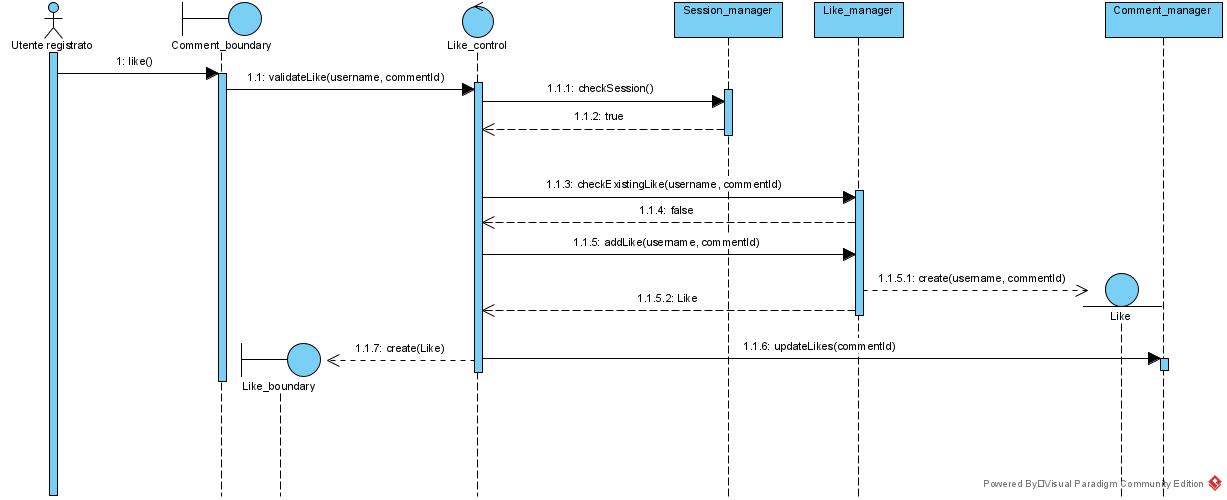 Session_manager
Like_manager
Comment_manager
Utente registrato
Comment_boundary
Like_control
1: like()
1.1: validateLike(username, commentId)
1.1.1: checkSession()
1.1.2: true
1.1.3: checkExistingLike(username, commentId)
1.1.4: false
1.1.5: addLike(username, commentId)
1.1.5.1: create(username, commentId)
1.1.5.2: Like
Like
1.1.7: create(Like)
1.1.6: updateLikes(commentId)
Like_boundary
Powered By□Visual Paradigm Community Edition